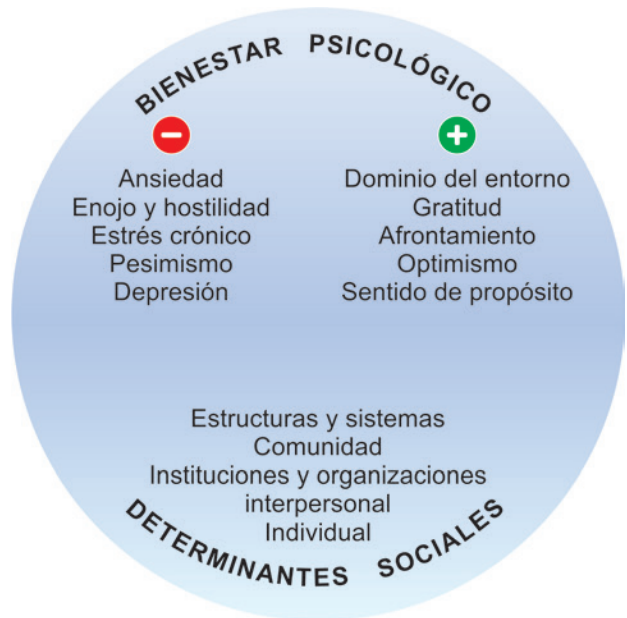 BIENESTAR PSICOLÓGICO
Ansiedad
Enojo y hostilidad
Estrés crónico
Pesimismo
Depresión
Dominio del entorno
Gratitud
Afrontamiento
Optimismo
Sentido de propósito
Estructuras y sistemas
Comunidad
Instituciones y organizaciones
interpersonal
Individual
DETERMINANTES SOCIALES